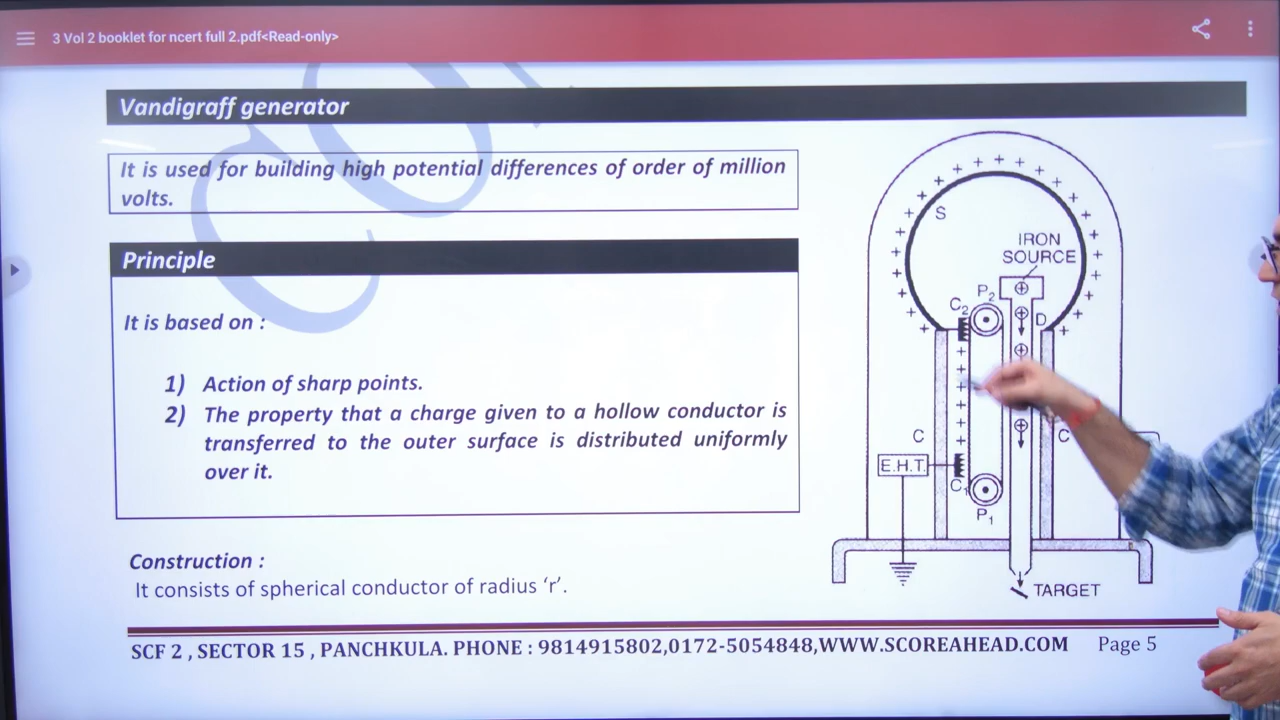 3 Vol 2 booklet for ncert full 2.pdf<Read-only>
Vandigraff generator
It is used for building high potential differences of order of million
volts.
Principle
It is based on :
1) Action of sharp points.
2) The property that a charge given to a hollow conductor is
transferred to the outer surface is distributed uniformly
over it.
Construction :
It consists of spherical conductor of radius ‘r’.
S
IRON
SOURCE
P2
C2
D
C
C
E.H.T.
C1
P1
TARGET
SCF 2 , SECTOR 15 , PANCHKULA. PHONE : 9814915802,0172-5054848,WWW.SCOREAHEAD.COM Page 5